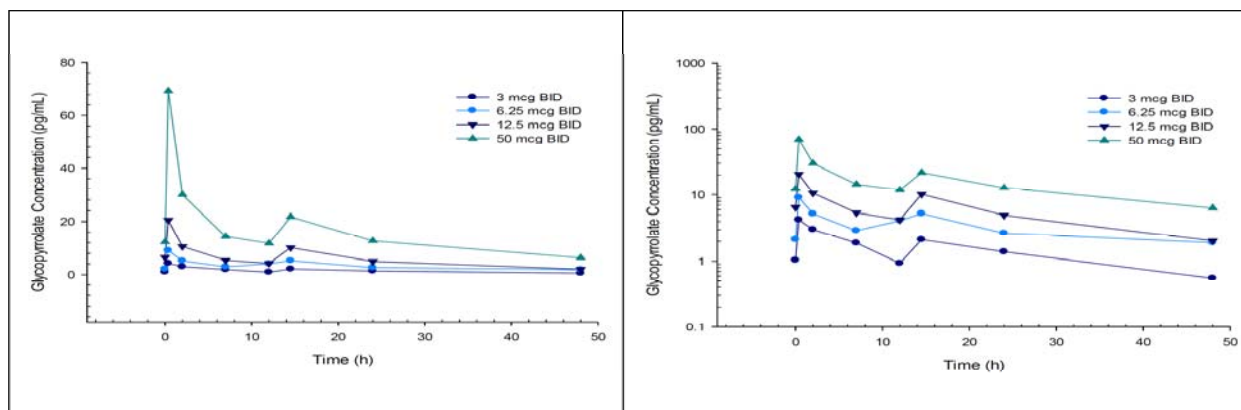 80
60
40
20
0
Glycopyrrolate Concentration (pg/mL)
3 mcg BID
6.25 mcg BID
12.5 mcg BID
50 mcg BID
0 10 20 30 40 50
Time (h)
1000
100
10
1
0.1
Glycopyrrolate Concentration (pg/mL)
3 mcg BID
6.25 mcg BID
12.5 mcg BID
50 mcg BID
0 10 20 30 40 50
Time (h)